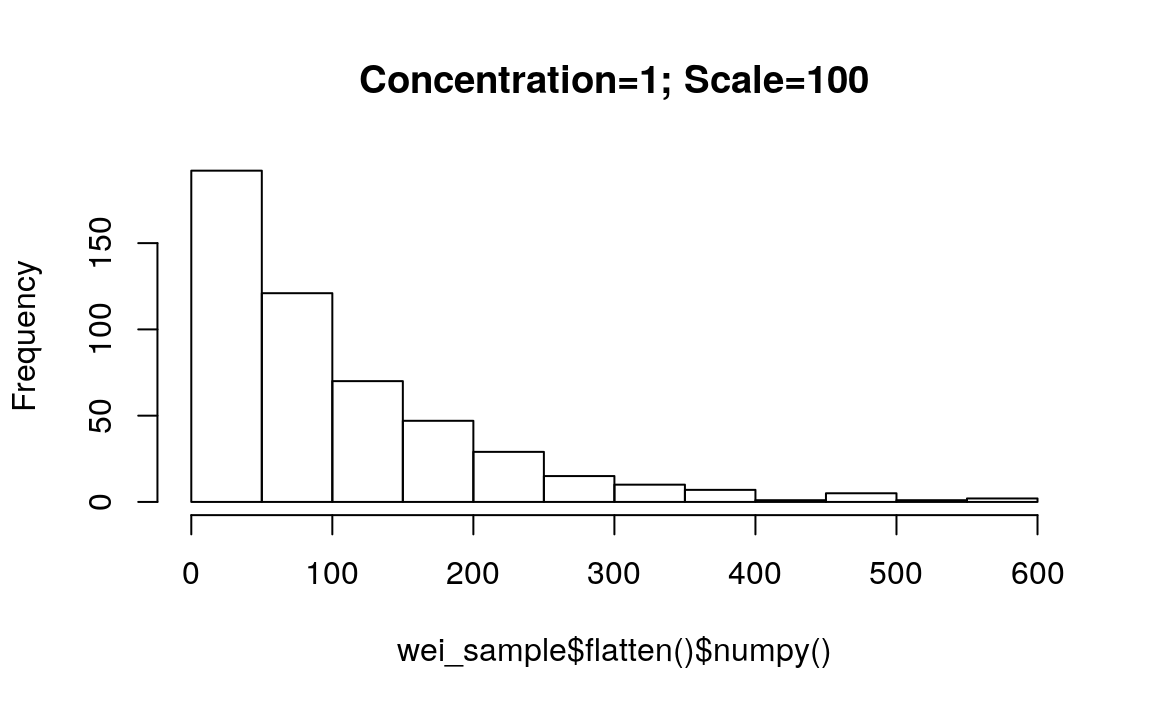 Concentration=1; Scale=100
Frequency
150
100
50
0
0 100 200 300 400 500 600
wei_sample$flatten()$numpy()